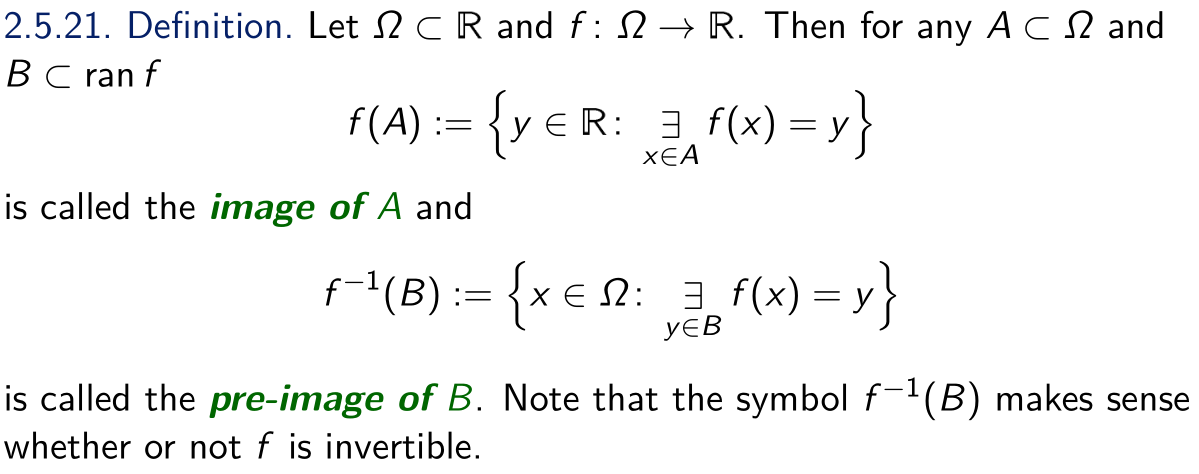 2.5.21. Definition. Let Ω ⊂ ℝ and f: Ω → ℝ. Then for any A ⊂ Ω and
B ⊂ ran f
f(A) := {y ∈ ℝ: ∃ f(x) = y}
x∈A
is called the image of A and
f⁻¹(B) := {x ∈ Ω: ∃ f(x) = y}
y∈B
is called the pre-image of B. Note that the symbol f⁻¹(B) makes sense
whether or not f is invertible.